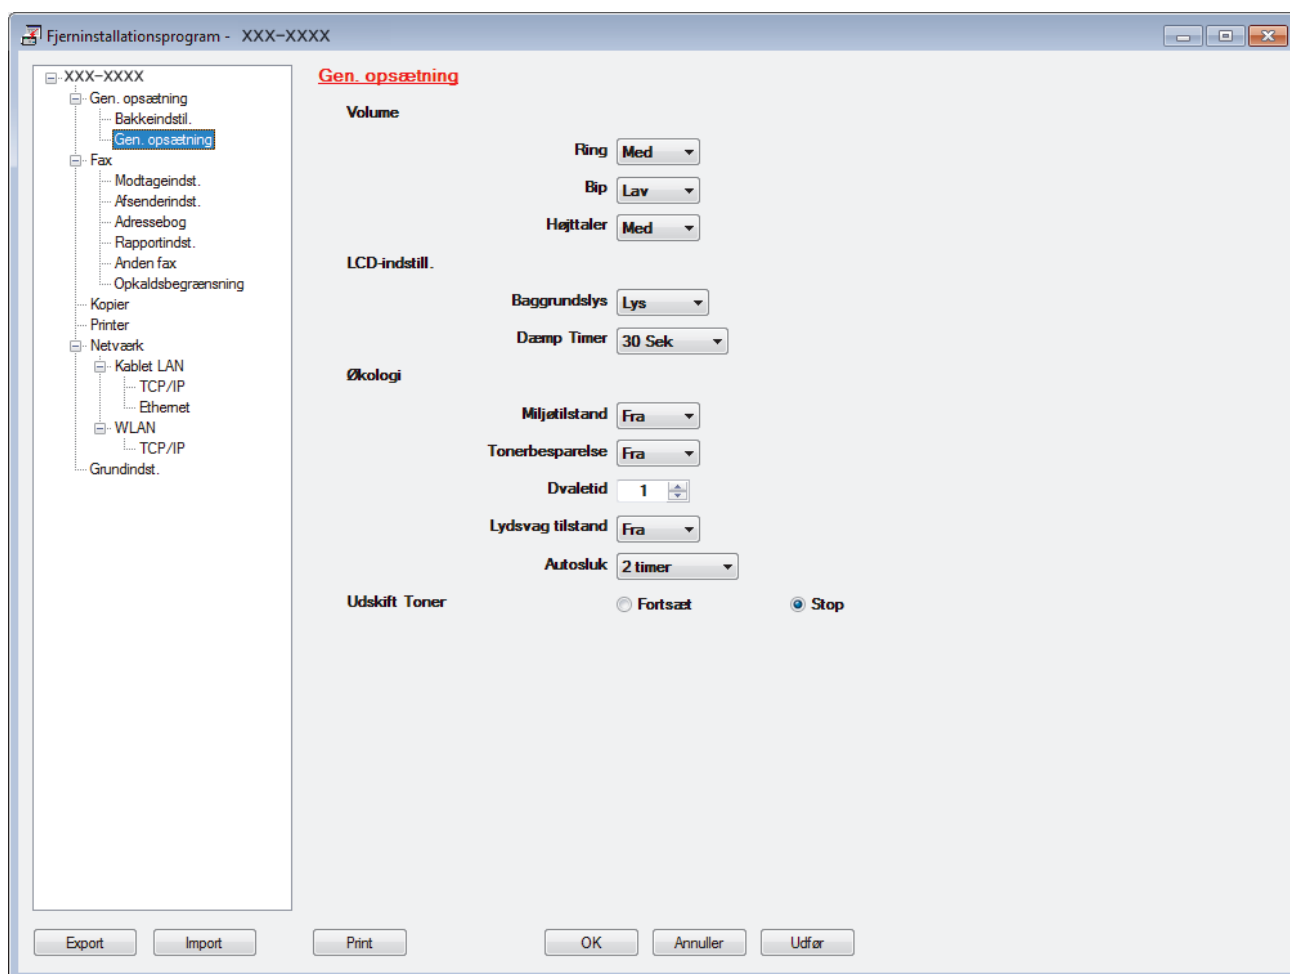 Fjerninstallationsprogram - XXX-XXXX
XXX-XXXX
Gen. opsætning
Bakkeindstil.
Gen. opsætning
Fax
Modtageindst.
Afsenderindst.
Adressebog
Rapportindst.
Anden fax
Opkaldsbegrænsning
Kopier
Printer
Netværk
Kablet LAN
TCP/IP
Ethernet
WLAN
TCP/IP
Grundindst.
Gen. opsætning
Volume
Ring Med
Bip Lav
Højttaler Med
LCD-indstill.
Baggrundslys Lys
Dæmp Timer 30 Sek
Økologi
Miljøtilstand Fra
Tonerbesparelse Fra
Dvaletid 1
Lydsvag tilstand Fra
Autosluk 2 timer
Udskift Toner Fortsæt Stop
Export Import Print OK Annuller Udfør